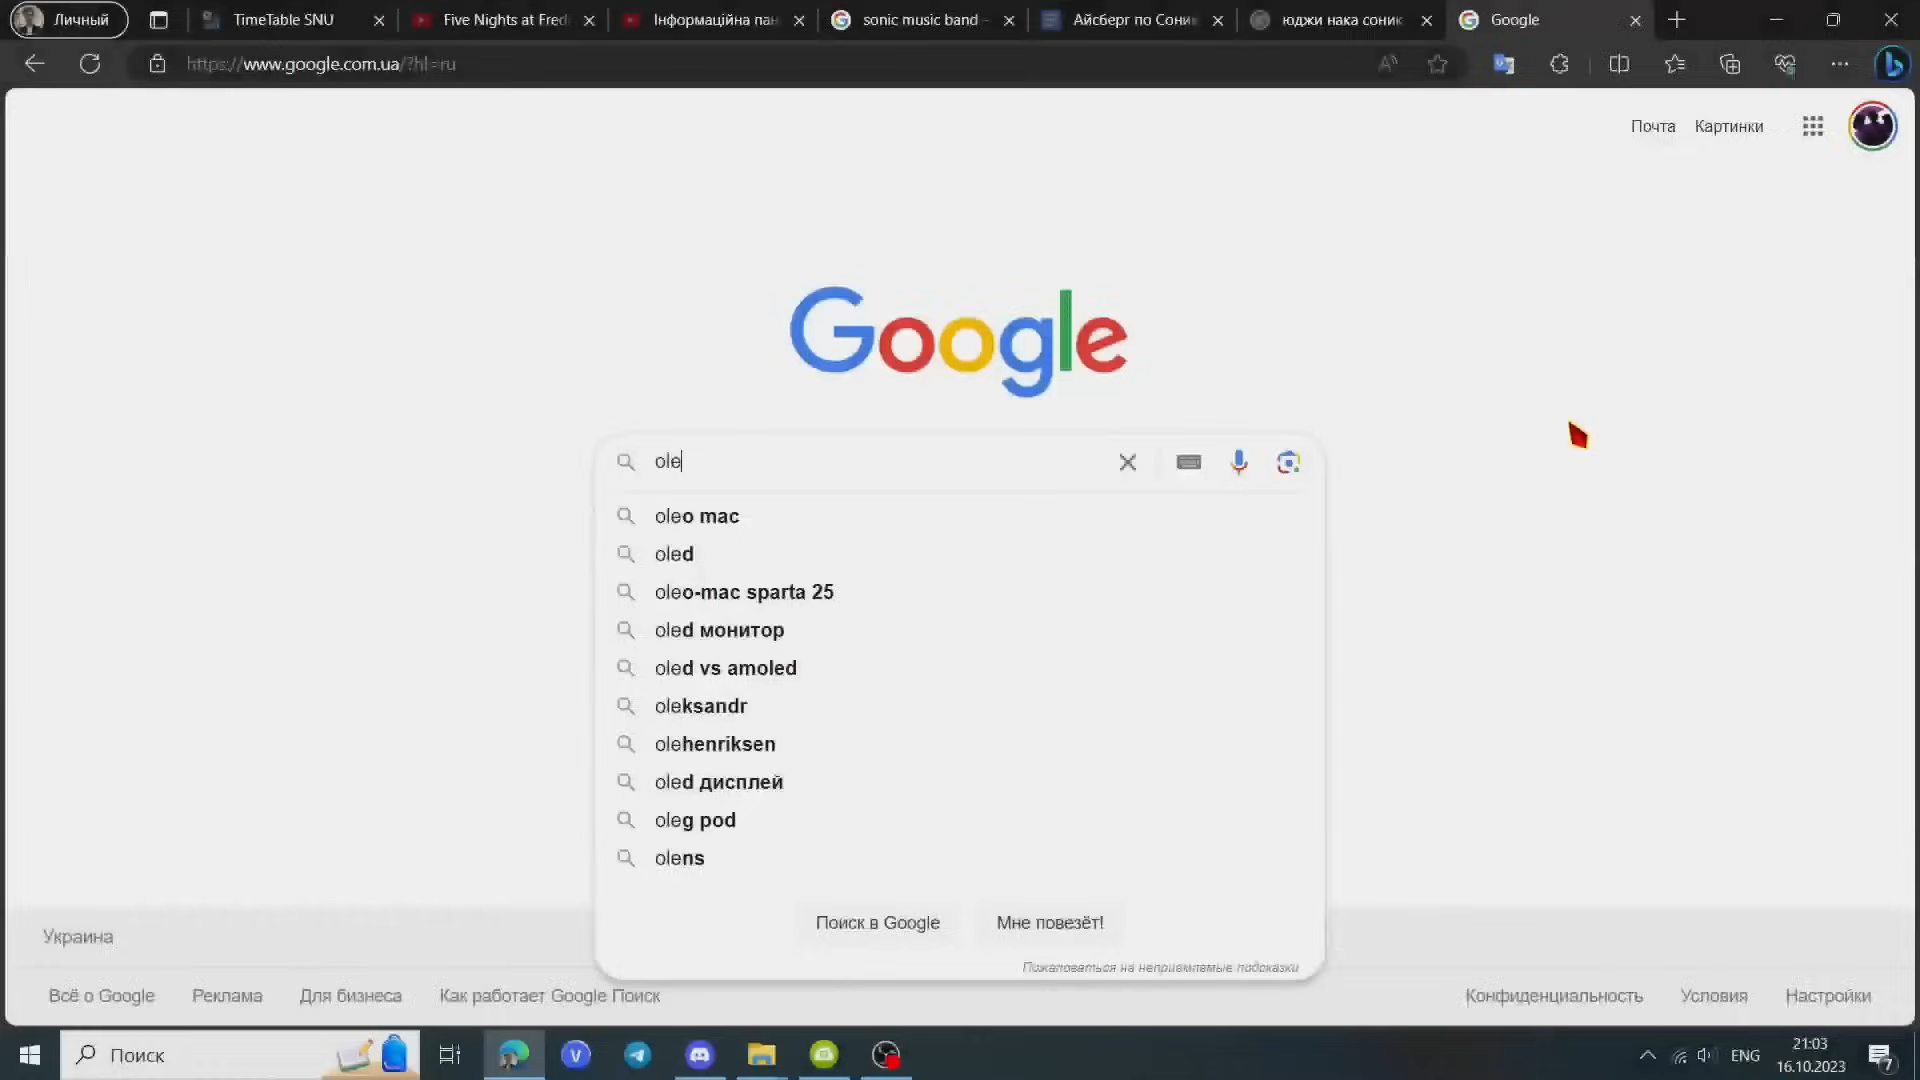 Личный
TimeTable SNU
Five Nights at Fred
Інформаційна пан
sonic music band -
Айсберг по Соник
юджи нака соник
Google
https://www.google.com.ua/?hl=ru
Почта
Картинки
Google
ole
oleo mac
oled
oleo-mac sparta 25
oled монитор
oled vs amoled
oleksandr
olehenriksen
oled дисплей
oleg pod
olens
Поиск в Google
Мне повезёт!
Пожаловаться на неприемлемые подсказки
Украина
Всё о Google
Реклама
Для бизнеса
Как работает Google Поиск
Конфиденциальность
Условия
Настройки
Поиск
ENG
21:03
16.10.2023
7